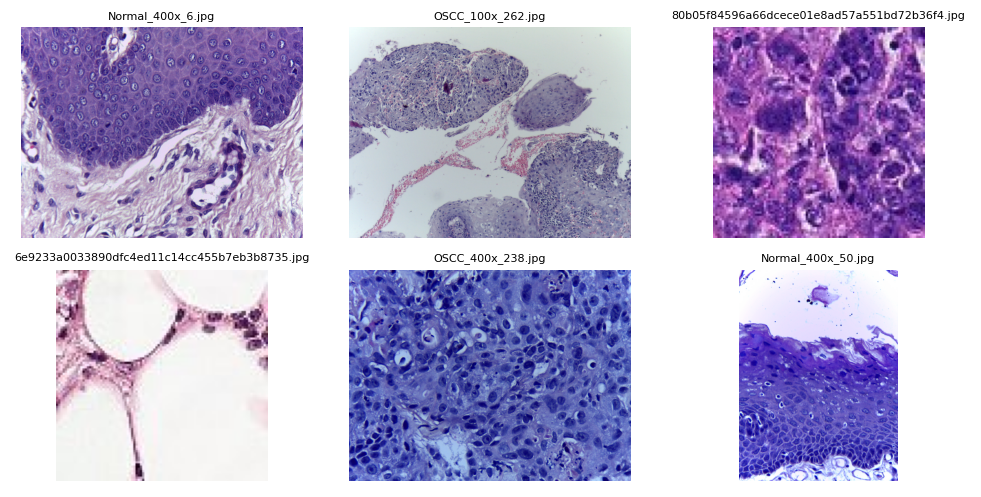 Normal_400x_6.jpg
OSCC_100x_262.jpg
80b05f84596a66dcece01e8ad57a551bd72b36f4.jpg
6e9233a0033890dfc4ed11c14cc455b7eb3b8735.jpg
OSCC_400x_238.jpg
Normal_400x_50.jpg